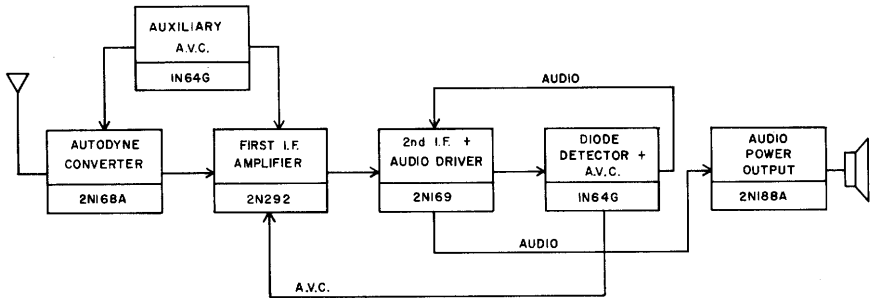 AUXILIARY
A.V.C.
1N64G
AUDIO
AUTODYNE
CONVERTER
2N168A
FIRST I.F.
AMPLIFIER
2N292
2nd I.F. +
AUDIO DRIVER
2N169
DIODE
DETECTOR +
A.V.C.
1N64G
AUDIO
POWER
OUTPUT
2N188A
AUDIO
A.V.C.